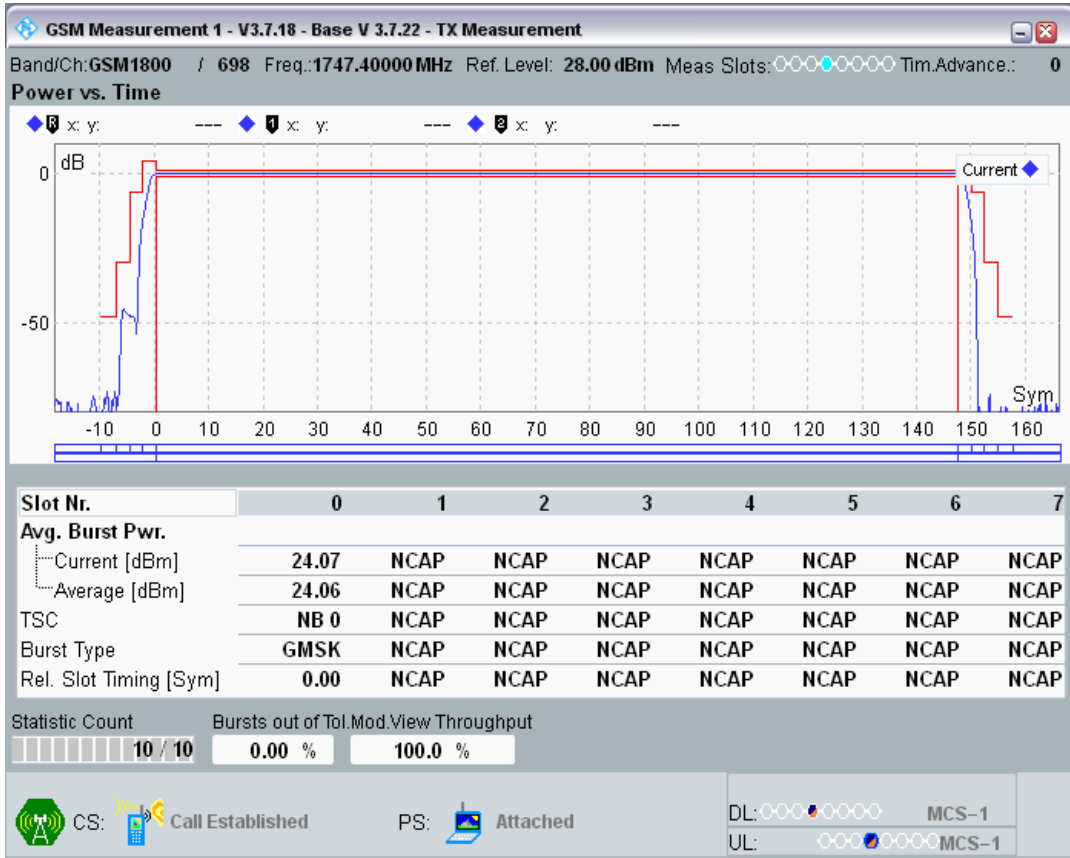 GSM Measurement 1 - V3.7.18 - Base V 3.7.22 - TX Measurement
Band/Ch:GSM1800 / 698 Freq.:1747.40000 MHz Ref. Level: 28.00 dBm Meas Slots: Tim.Advance.: 0
Power vs. Time
R x: y: --- 1 x: y: --- 2 x: y: ---
dB
Current
0
-50
Sym
-10 0 10 20 30 40 50 60 70 80 90 100 110 120 130 140 150 160
Slot Nr. 0 1 2 3 4 5 6 7
Avg. Burst Pwr.
Current [dBm] 24.07 NCAP NCAP NCAP NCAP NCAP NCAP NCAP
Average [dBm] 24.06 NCAP NCAP NCAP NCAP NCAP NCAP NCAP
TSC NB 0 NCAP NCAP NCAP NCAP NCAP NCAP NCAP
Burst Type GMSK NCAP NCAP NCAP NCAP NCAP NCAP NCAP
Rel. Slot Timing [Sym] 0.00 NCAP NCAP NCAP NCAP NCAP NCAP NCAP
Statistic Count Bursts out of Tol.Mod.View Throughput
10 / 10 0.00 % 100.0 %
CS: Call Established PS: Attached
DL: MCS-1
UL: MCS-1